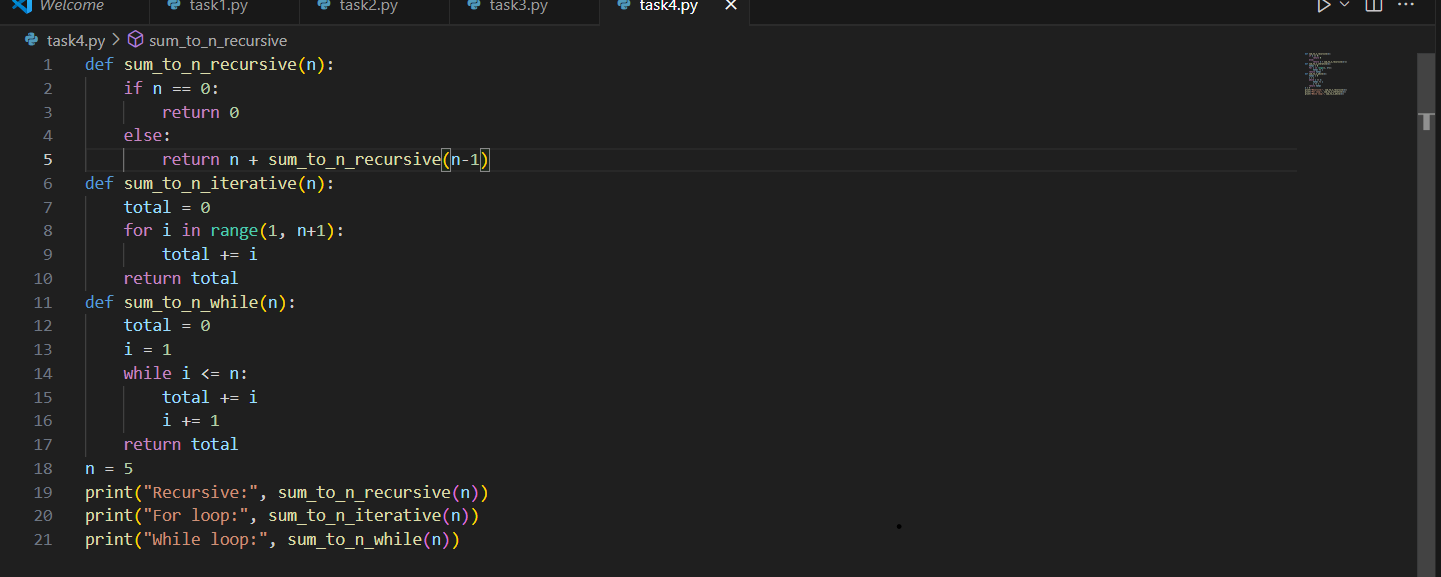 Welcome task1.py task2.py task3.py task4.py
task4.py > sum_to_n_recursive
1 def sum_to_n_recursive(n):
2     if n == 0:
3         return 0
4     else:
5         return n + sum_to_n_recursive(n-1)
6 def sum_to_n_iterative(n):
7     total = 0
8     for i in range(1, n+1):
9         total += i
10     return total
11 def sum_to_n_while(n):
12     total = 0
13     i = 1
14     while i <= n:
15         total += i
16         i += 1
17     return total
18 n = 5
19 print("Recursive:", sum_to_n_recursive(n))
20 print("For loop:", sum_to_n_iterative(n))
21 print("While loop:", sum_to_n_while(n))